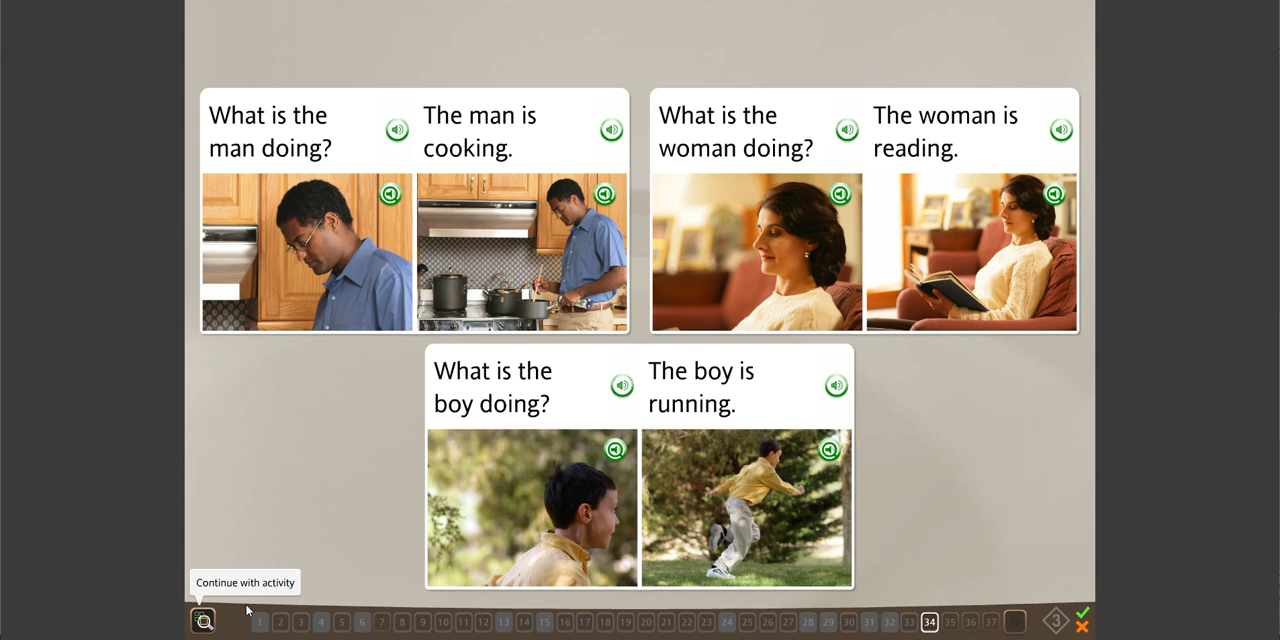 What is the
man doing?
The man is
cooking.
What is the
woman doing?
The woman is
reading.
What is the
boy doing?
The boy is
running.
Continue with activity
1 2 3 4 5 6 7 8 9 10 11 12 13 14 15 16 17 18 19 20 21 22 23 24 25 26 27 28 29 30 31 32 33 34 35 36 37
3